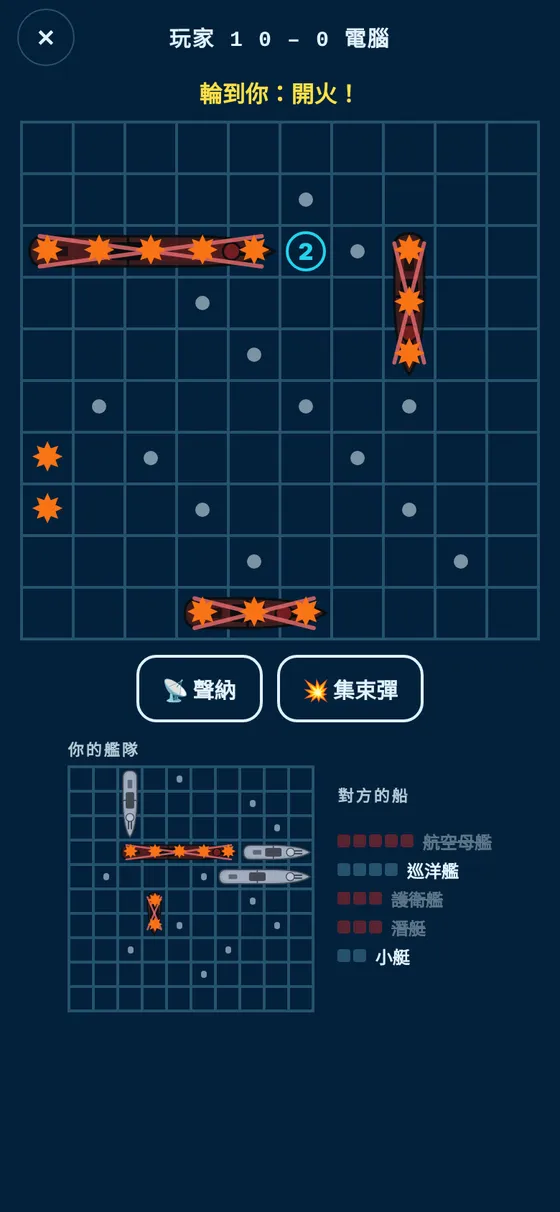 ✕
玩家 1 0 – 0 電腦
輪到你：開火！
2
📡 聲納
💥 集束彈
你的艦隊
對方的船
航空母艦
巡洋艦
護衛艦
潛艇
小艇